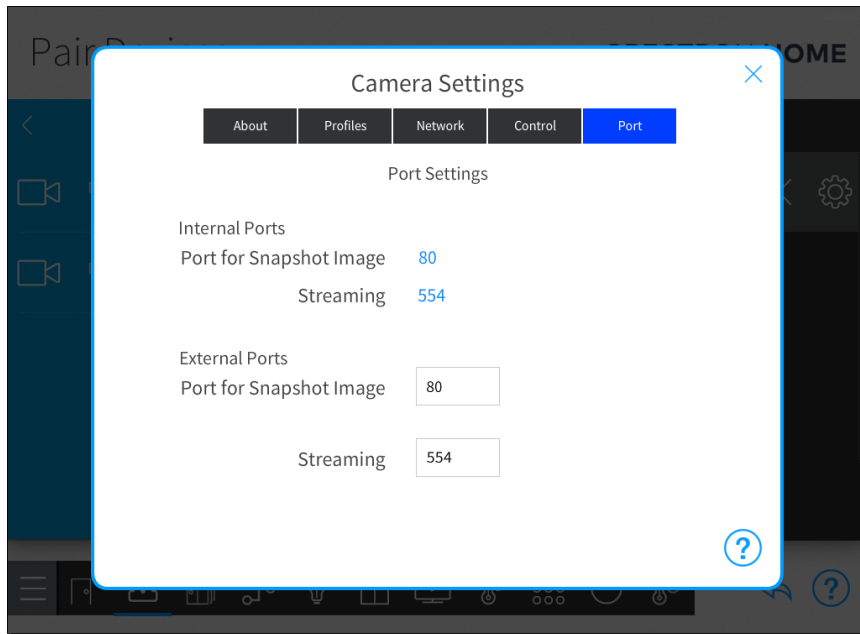 Camera Settings
About Profiles Network Control Port
Port Settings
Internal Ports
Port for Snapshot Image 80
Streaming 554
External Ports
Port for Snapshot Image 80
Streaming 554
?
?